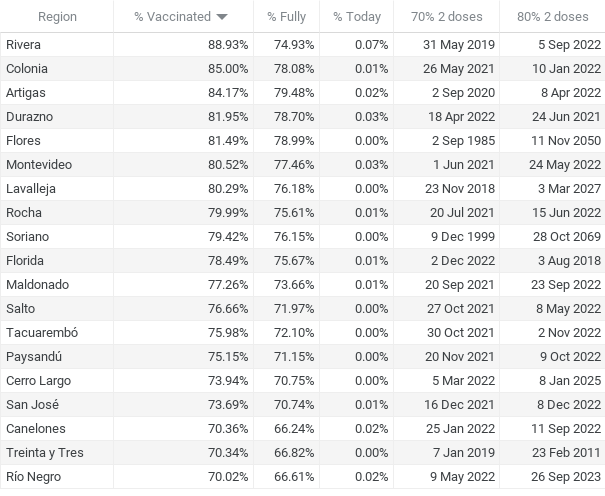 Region % Vaccinated % Fully % Today 70% 2 doses 80% 2 doses
Rivera 88.93% 74.93% 0.07% 31 May 2019 5 Sep 2022
Colonia 85.00% 78.08% 0.01% 26 May 2021 10 Jan 2022
Artigas 84.17% 79.48% 0.02% 2 Sep 2020 8 Apr 2022
Durazno 81.95% 78.70% 0.03% 18 Apr 2022 24 Jun 2021
Flores 81.49% 78.99% 0.00% 2 Sep 1985 11 Nov 2050
Montevideo 80.52% 77.46% 0.03% 1 Jun 2021 24 May 2022
Lavalleja 80.29% 76.18% 0.00% 23 Nov 2018 3 Mar 2027
Rocha 79.99% 75.61% 0.01% 20 Jul 2021 15 Jun 2022
Soriano 79.42% 76.15% 0.00% 9 Dec 1999 28 Oct 2069
Florida 78.49% 75.67% 0.01% 2 Dec 2022 3 Aug 2018
Maldonado 77.26% 73.66% 0.01% 20 Sep 2021 23 Sep 2022
Salto 76.66% 71.97% 0.00% 27 Oct 2021 8 May 2022
Tacuarembó 75.98% 72.10% 0.00% 30 Oct 2021 2 Nov 2022
Paysandú 75.15% 71.15% 0.00% 20 Nov 2021 9 Oct 2022
Cerro Largo 73.94% 70.75% 0.00% 5 Mar 2022 8 Jan 2025
San José 73.69% 70.74% 0.01% 16 Dec 2021 8 Dec 2022
Canelones 70.36% 66.24% 0.02% 25 Jan 2022 11 Sep 2022
Treinta y Tres 70.34% 66.82% 0.00% 7 Jan 2019 23 Feb 2011
Río Negro 70.02% 66.61% 0.02% 9 May 2022 26 Sep 2023